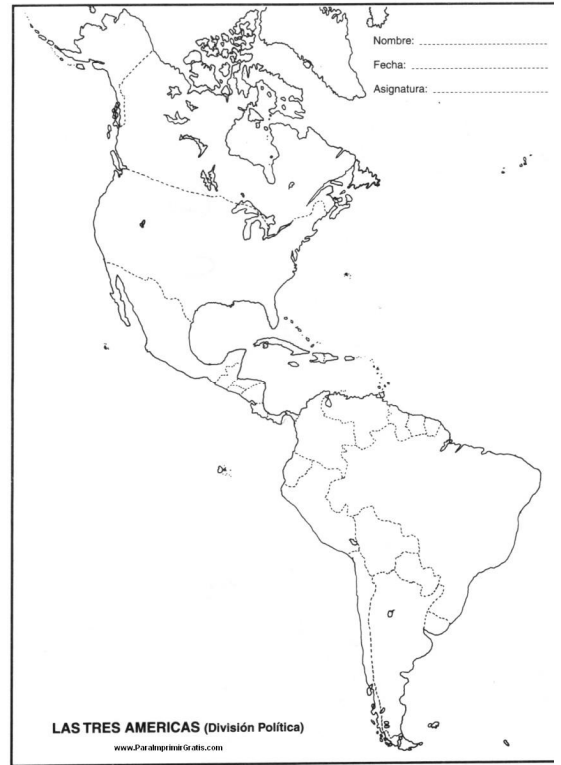 Nombre:
Fecha:
Asignatura:
LAS TRES AMERICAS (División Política)
www.ParaImprimirGratis.com